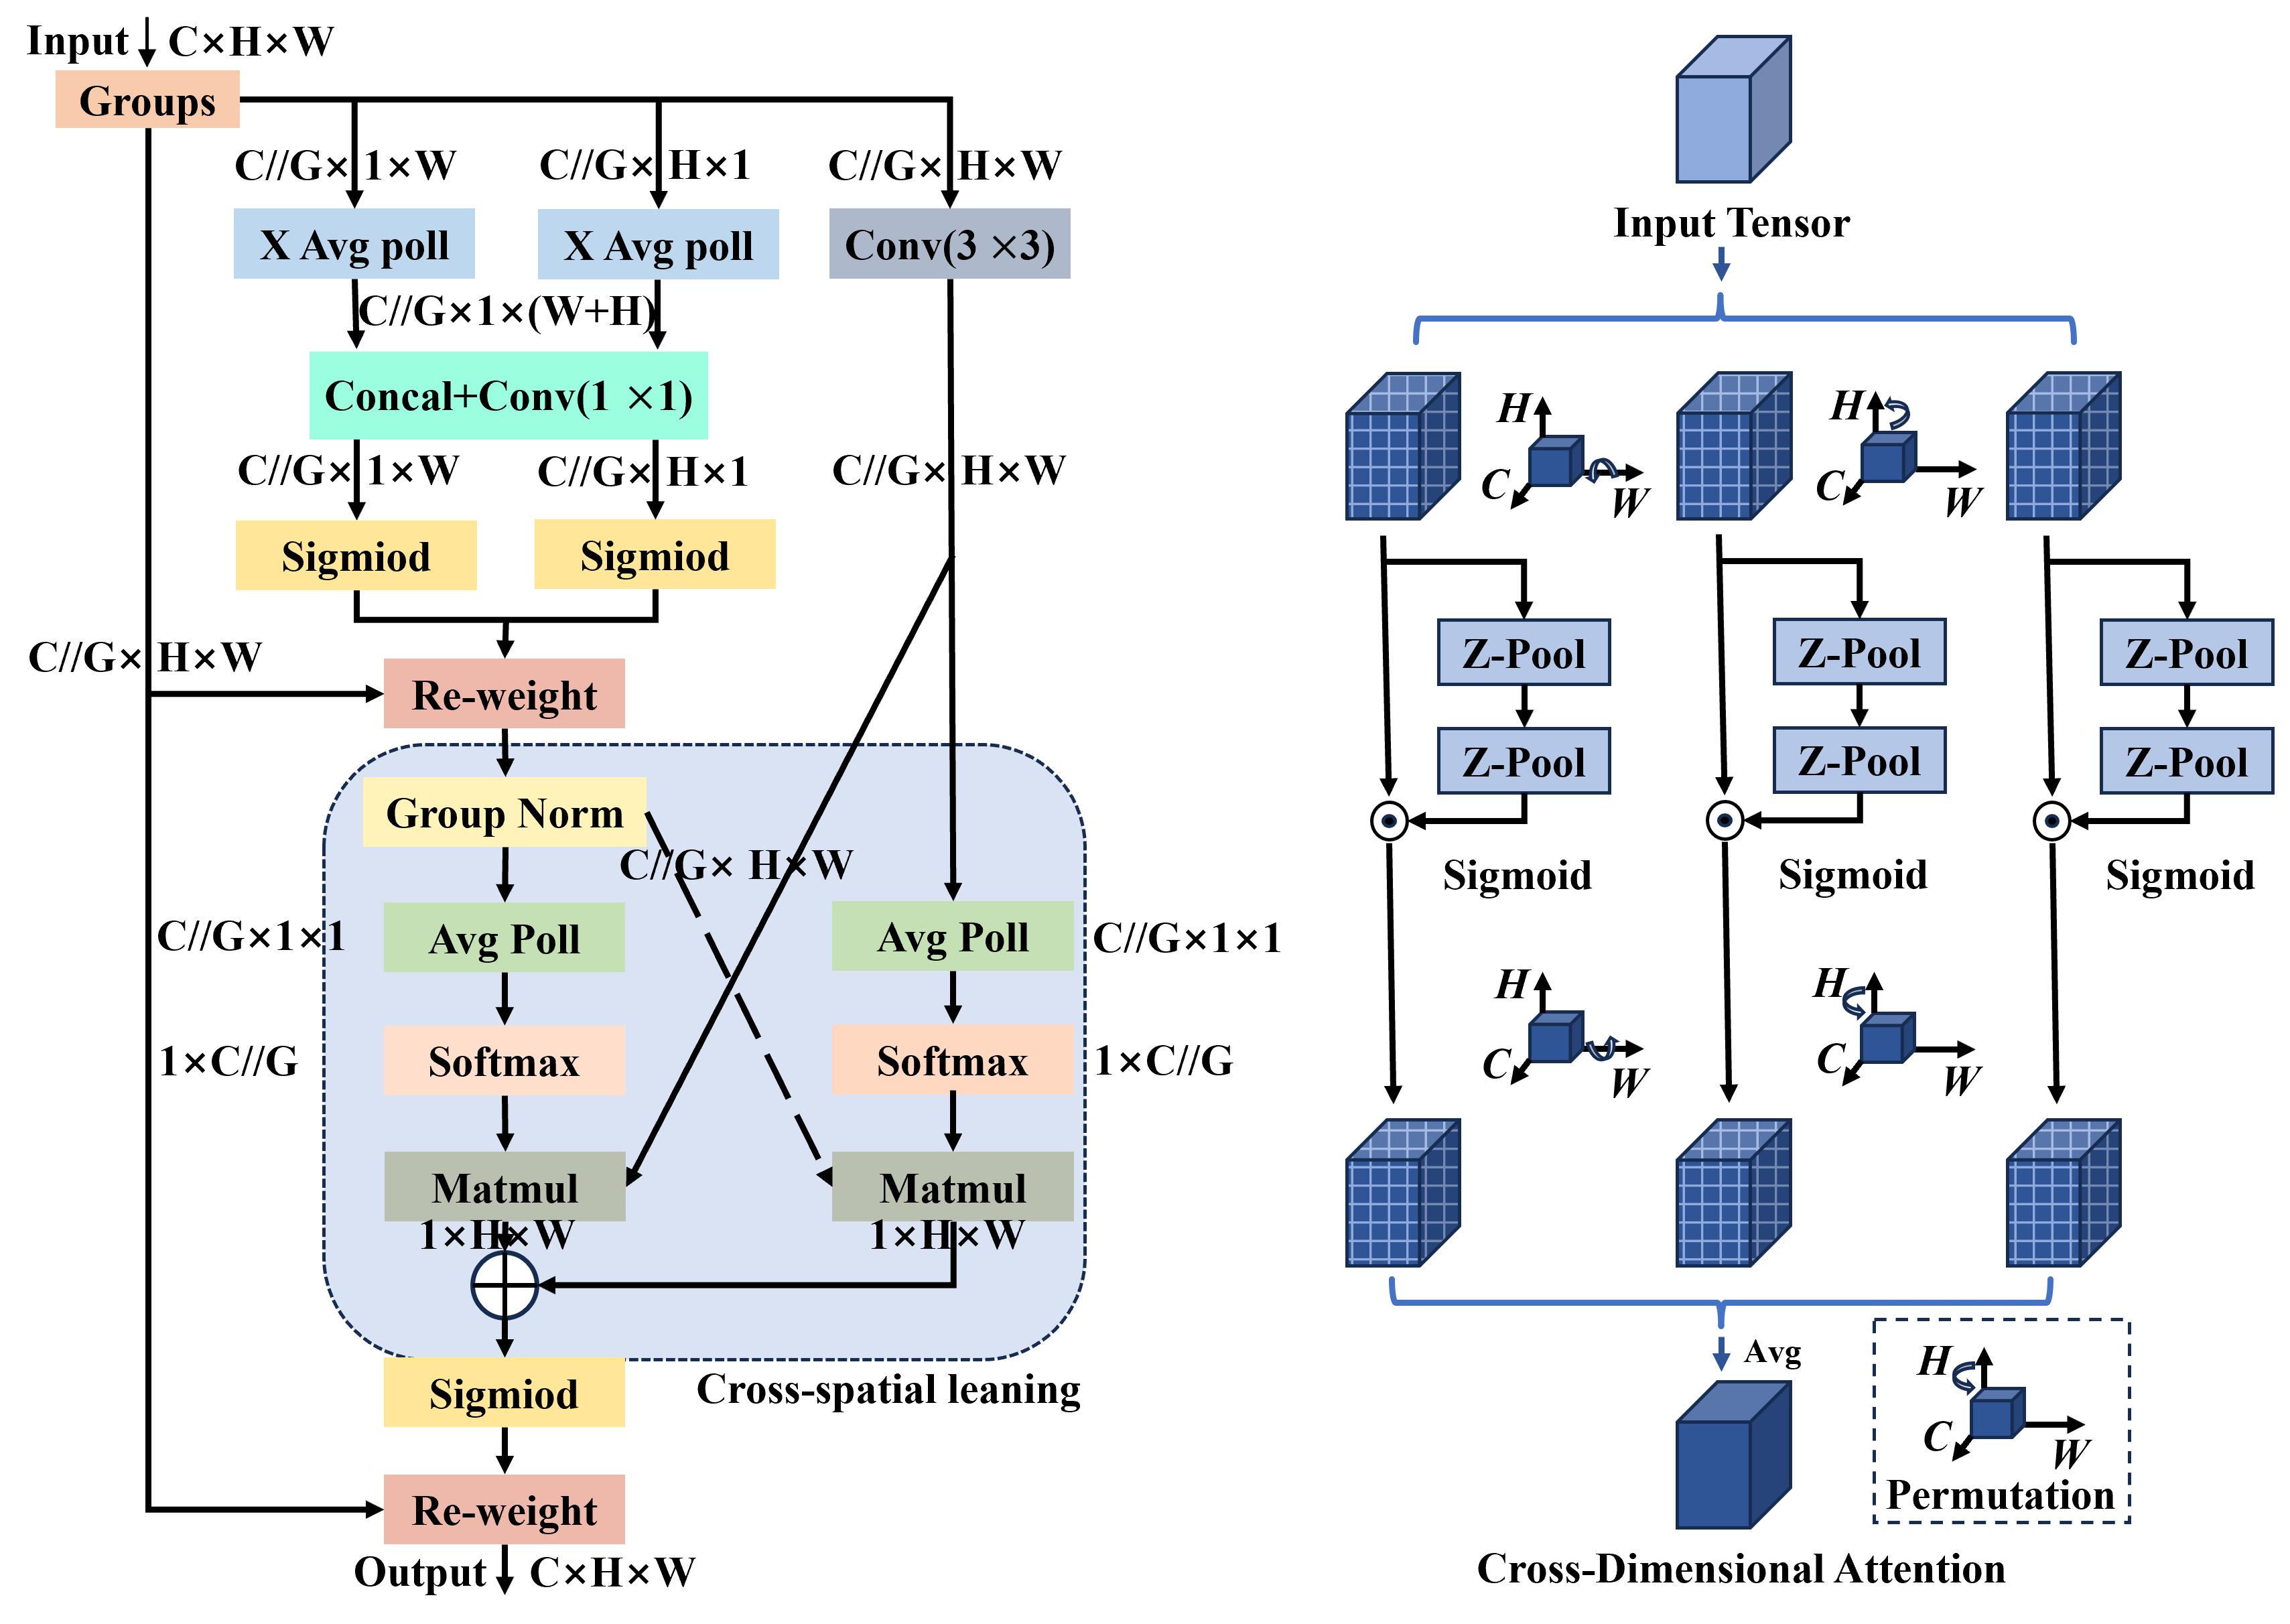 Input C×H×W
Groups
C//G× 1×W
C//G× H×1
C//G× H×W
X Avg poll
X Avg poll
Conv(3 ×3)
C//G×1×(W+H)
Concal+Conv(1 ×1)
C//G× 1×W
C//G× H×1
C//G× H×W
Sigmiod
Sigmiod
C//G× H×W
Re-weight
Group Norm
C//G× H×W
C//G×1×1
Avg Poll
Avg Poll
C//G×1×1
1×C//G
Softmax
Softmax
1×C//G
Matmul
Matmul
1×H×W
1×H×W
Sigmiod
Cross-spatial leaning
Re-weight
Output C×H×W
Input Tensor
H
C
W
H
C
W
Z-Pool
Z-Pool
Z-Pool
Z-Pool
Z-Pool
Z-Pool
Sigmoid
Sigmoid
Sigmoid
H
C
W
H
C
W
Avg
H
C
W
Permutation
Cross-Dimensional Attention